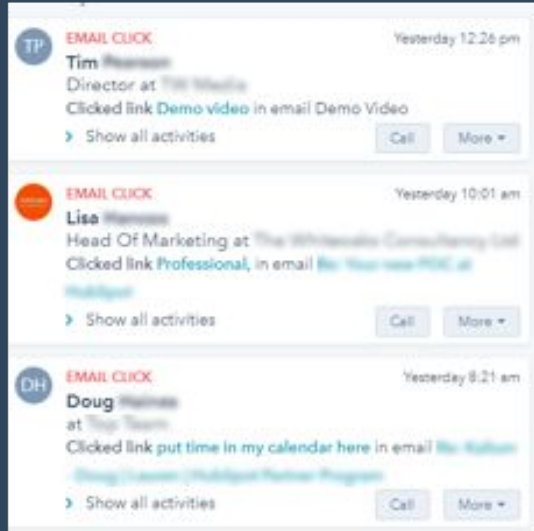 TP
EMAIL CLICK
Yesterday 12:26 pm
Tim
Director at
Clicked link Demo video in email Demo Video
Show all activities
Call
More
EMAIL CLICK
Yesterday 10:01 am
Lisa
Head Of Marketing at
Clicked link Professional, in email
Show all activities
Call
More
DH
EMAIL CLICK
Yesterday 8:21 am
Doug
at
Clicked link put time in my calendar here in email
Show all activities
Call
More